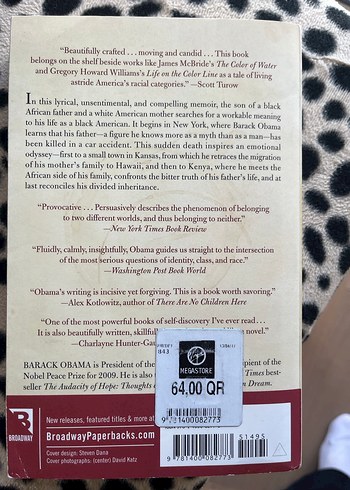 “Beautifully crafted . . . moving and candid . . . This book
belongs on the shelf beside works like James McBride’s The Color of Water
and Gregory Howard Williams’s Life on the Color Line as a tale of living
astride America’s racial categories.” —Scott Turow
In this lyrical, unsentimental, and compelling memoir, the son of a black
African father and a white American mother searches for a workable meaning
to his life as a black American. It begins in New York, where Barack Obama
learns that his father—a figure he knows more as a myth than as a man—has
been killed in a car accident. This sudden death inspires an emotional
odyssey—first to a small town in Kansas, from which he retraces the migration
of his mother’s family to Hawaii, and then to Kenya, where he meets the
African side of his family, confronts the bitter truth of his father’s life, and at
last reconciles his divided inheritance.
“Provocative . . . Persuasively describes the phenomenon of belonging
to two different worlds, and thus belonging to neither.”
—New York Times Book Review
“Fluidly, calmly, insightfully, Obama guides us straight to the intersection
of the most serious questions of identity, class, and race.”
—Washington Post Book World
“Obama’s writing is incisive yet forgiving. This is a book worth savoring.”
—Alex Kotlowitz, author of There Are No Children Here
“One of the most powerful books of self-discovery I’ve ever read . . .
It is also beautifully written, skillfully novel.”
—Charlayne Hunter-Gau
BARACK OBAMA is President of the ipient of the
Nobel Peace Prize for 2009. He is also Times best-
seller The Audacity of Hope: Thoughts o n Dream.
843
MEGASTORE
64,00 QR
9781400082773
BROADWAY
New releases, featured titles & more at
BroadwayPaperbacks.com
Cover design: Steven Dana
Cover photographs: (center) David Katz
51495
9 781400 082773